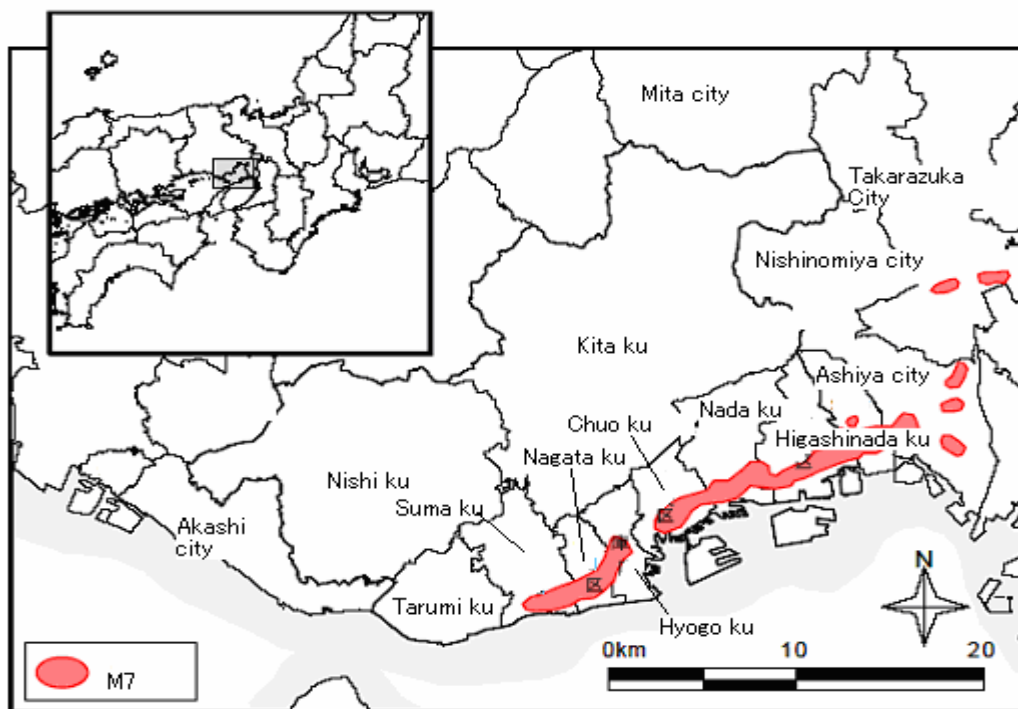 Mita city
Takarazuka
City
Nishinomiya city
Kita ku
Ashiya city
Nada ku
Chuo ku
Higashinada ku
Nagata ku
Nishi ku
Suma ku
Akashi
city
Tarumi ku
Hyogo ku
N
0km 10 20
M7